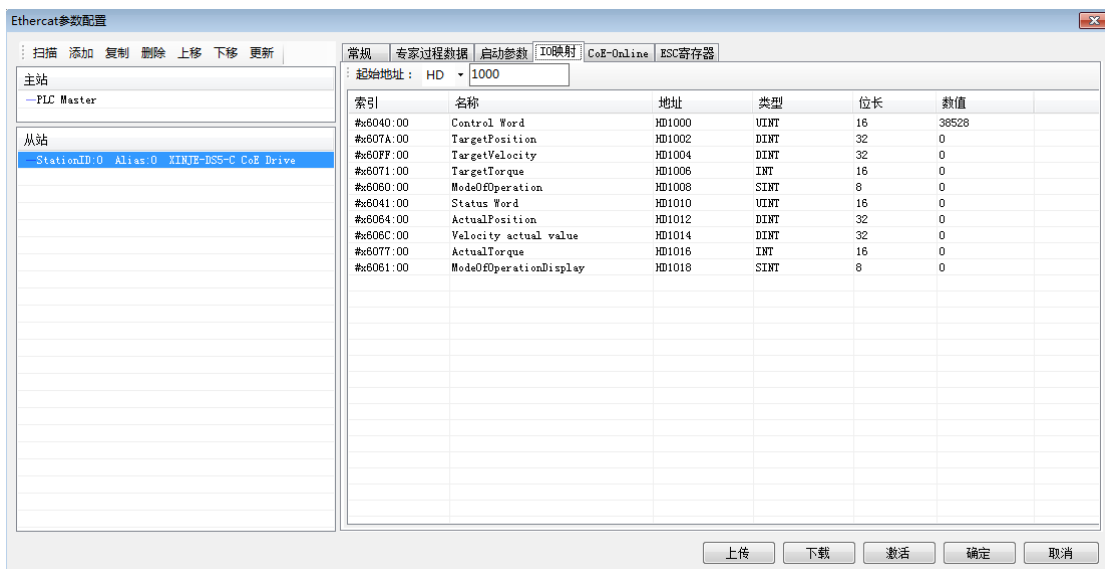 Ethercat参数配置
扫描 添加 复制 删除 上移 下移 更新
主站
PLC Master
从站
StationID:0 Alias:0 XINJE-DS5-C CoE Drive
常规 专家过程数据 启动参数 IO映射 CoE-Online ESC寄存器
起始地址： HD 1000
索引 名称 地址 类型 位长 数值
#x6040:00 Control Word HD1000 UINT 16 38528
#x607A:00 TargetPosition HD1002 DINT 32 0
#x60FF:00 TargetVelocity HD1004 DINT 32 0
#x6071:00 TargetTorque HD1006 INT 16 0
#x6060:00 ModeOfOperation HD1008 SINT 8 0
#x6041:00 Status Word HD1010 UINT 16 0
#x6064:00 ActualPosition HD1012 DINT 32 0
#x606C:00 Velocity actual value HD1014 DINT 32 0
#x6077:00 ActualTorque HD1016 INT 16 0
#x6061:00 ModeOfOperationDisplay HD1018 SINT 8 0
上传 下载 激活 确定 取消